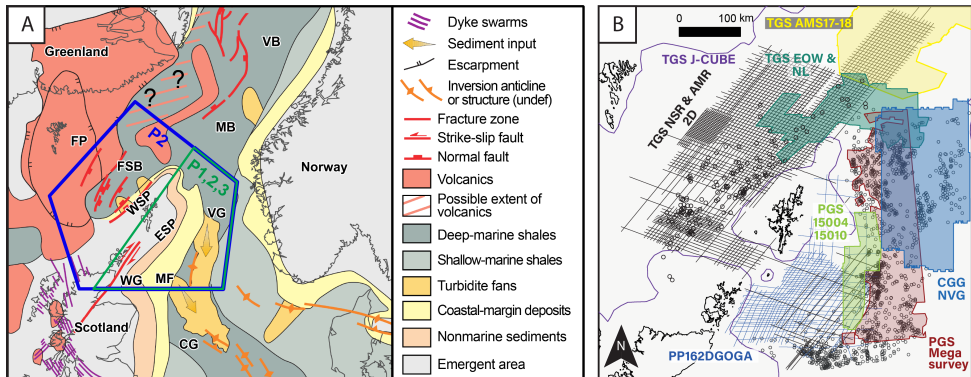 A
Greenland
VB
?
?
P2
MB
FP
Norway
FSB
P1,2,3
WSP
VG
ESP
WG
MF
Scotland
CG
Dyke swarms
Sediment input
Escarpment
Inversion anticline
or structure (undef)
Fracture zone
Strike-slip fault
Normal fault
Volcanics
Possible extent of
volcanics
Deep-marine shales
Shallow-marine shales
Turbidite fans
Coastal-margin deposits
Nonmarine sediments
Emergent area
B
0 100 km
TGS AMS17-18
TGS J-CUBE
TGS EOW &
NL
TGS NSR & AMR
2D
PGS
15004
15010
CGG
NVG
PP162DGOGA
PGS
Mega
survey
N